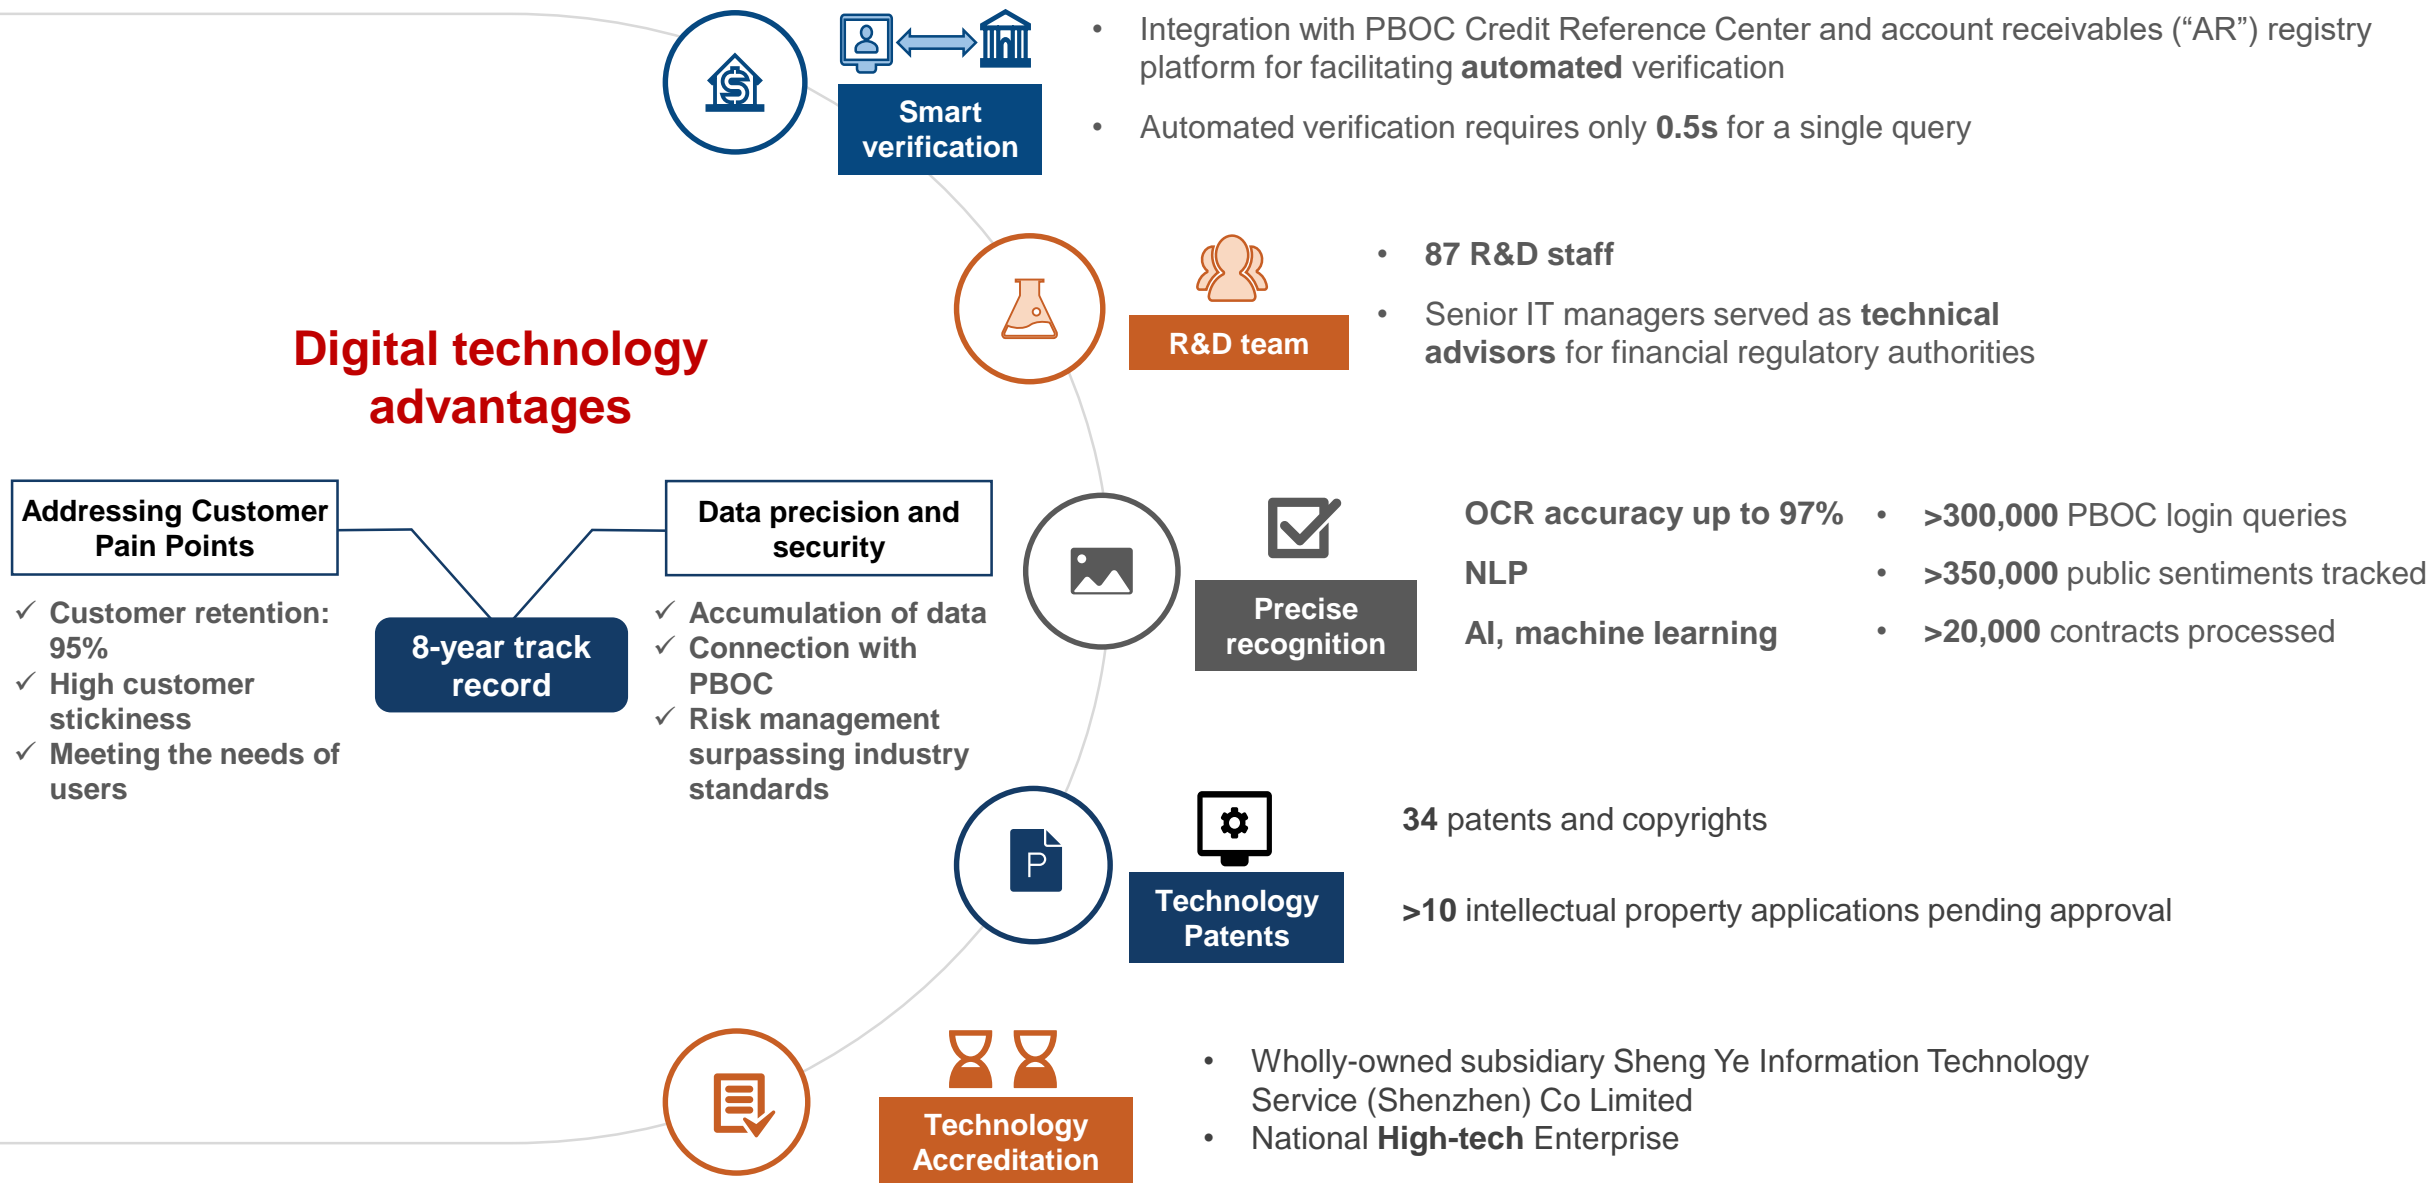 • Integration with PBOC Credit Reference Center and account receivables (“AR”) registry
platform for facilitating automated verification
• Automated verification requires only 0.5s for a single query
Smart
verification
• 87 R&D staff
• Senior IT managers served as technical
advisors for financial regulatory authorities
R&D team
Digital technology
advantages
Addressing Customer
Pain Points
✓ Customer retention:
95%
✓ High customer
stickiness
✓ Meeting the needs of
users
8-year track
record
Data precision and
security
✓ Accumulation of data
✓ Connection with
PBOC
✓ Risk management
surpassing industry
standards
Precise
recognition
OCR accuracy up to 97%
NLP
AI, machine learning
• >300,000 PBOC login queries
• >350,000 public sentiments tracked
• >20,000 contracts processed
P
Technology
Patents
34 patents and copyrights
>10 intellectual property applications pending approval
Technology
Accreditation
• Wholly-owned subsidiary Sheng Ye Information Technology
Service (Shenzhen) Co Limited
• National High-tech Enterprise